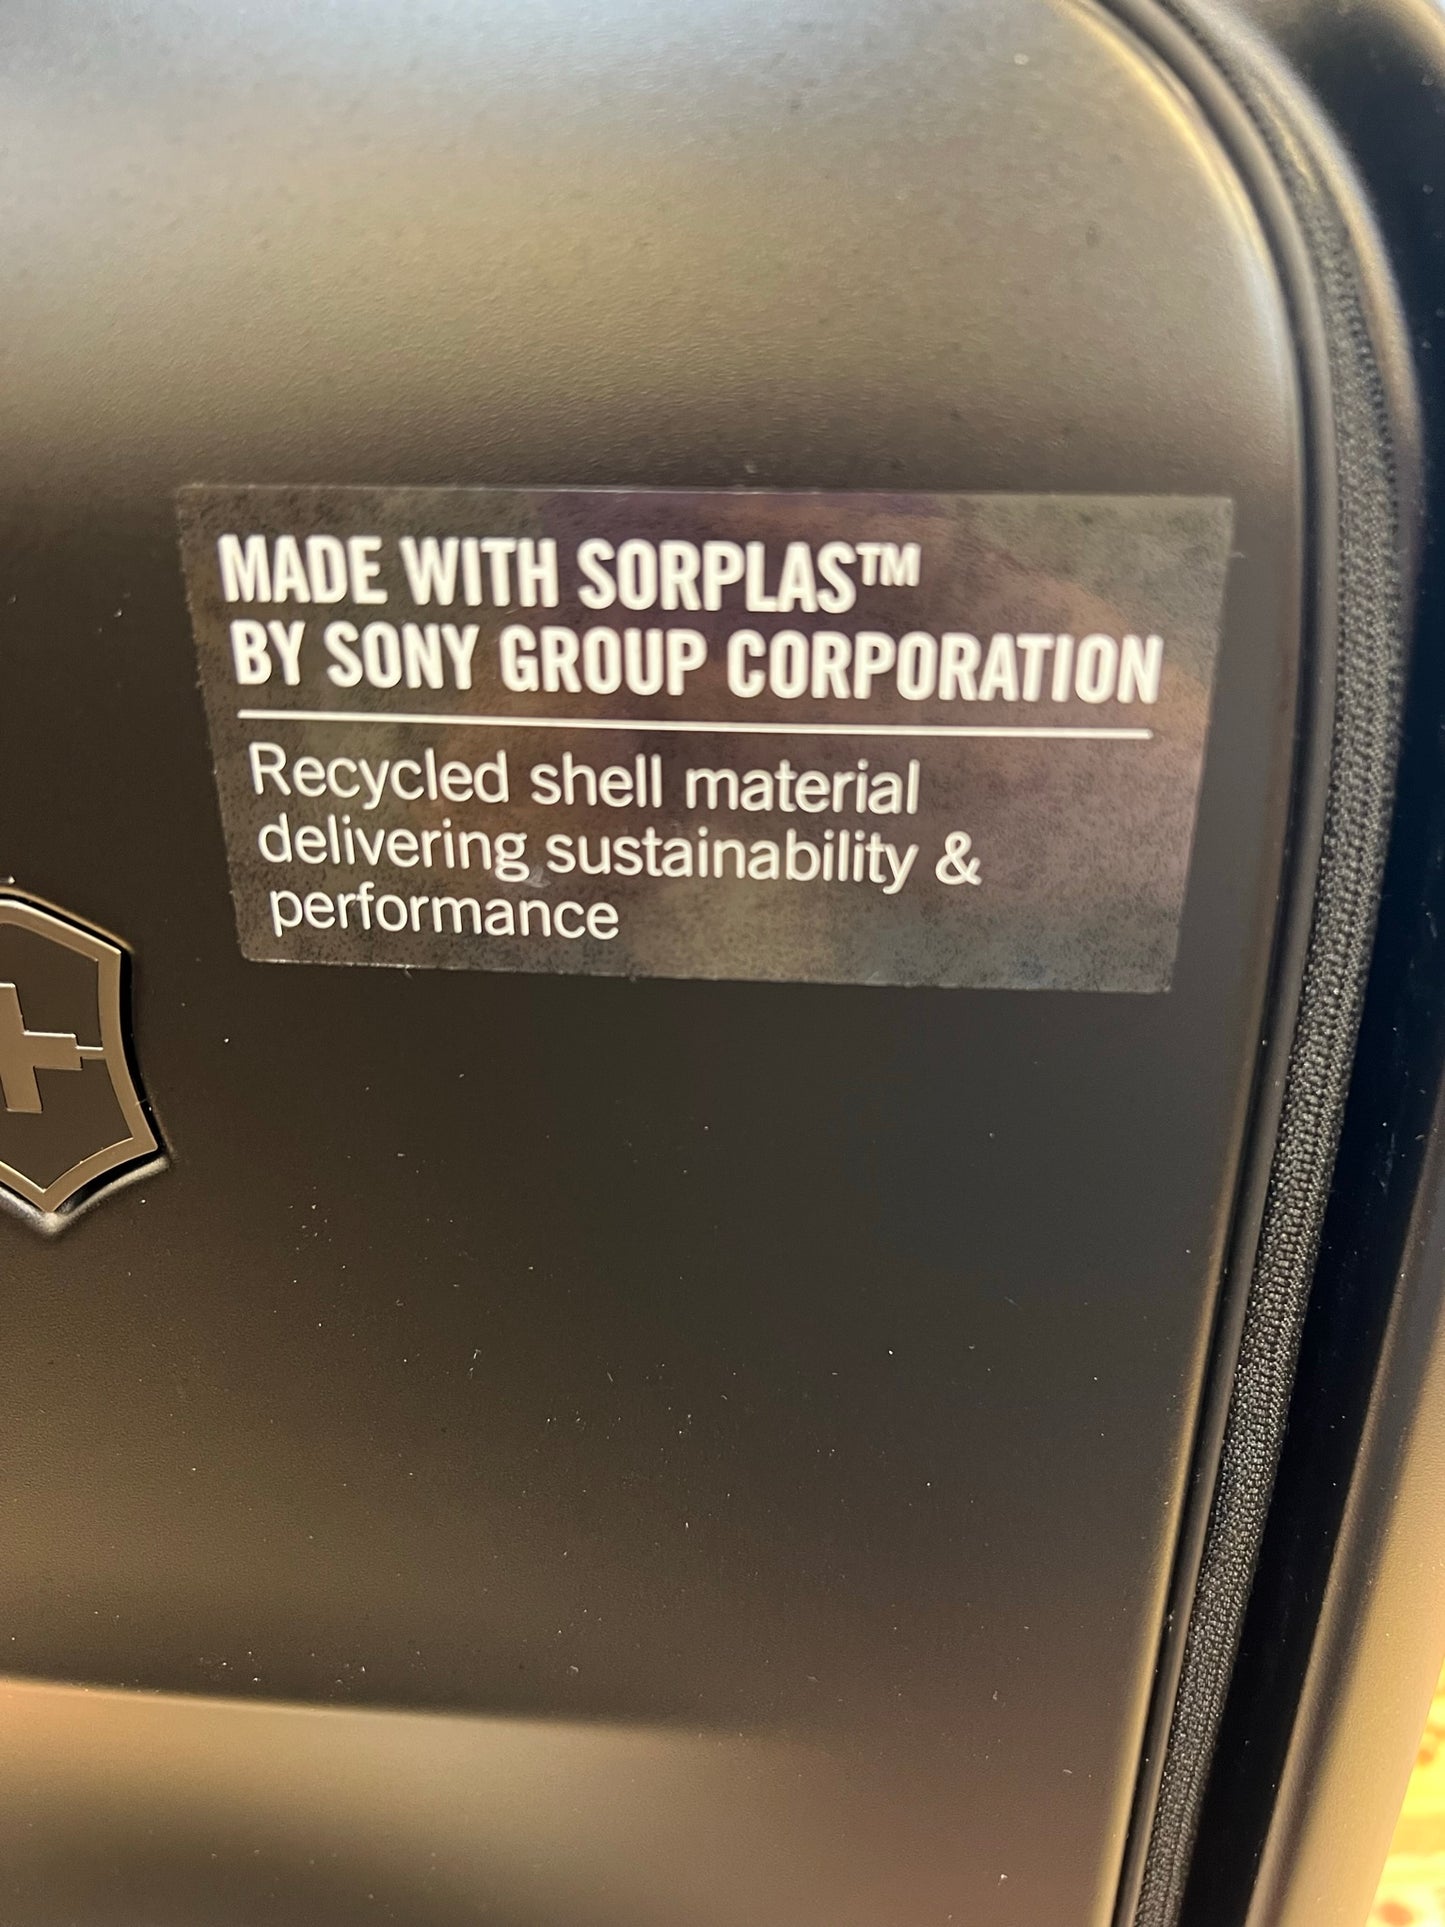 MADE WITH SORPLAS™
BY SONY GROUP CORPORATION
Recycled shell material
delivering sustainability &
performance